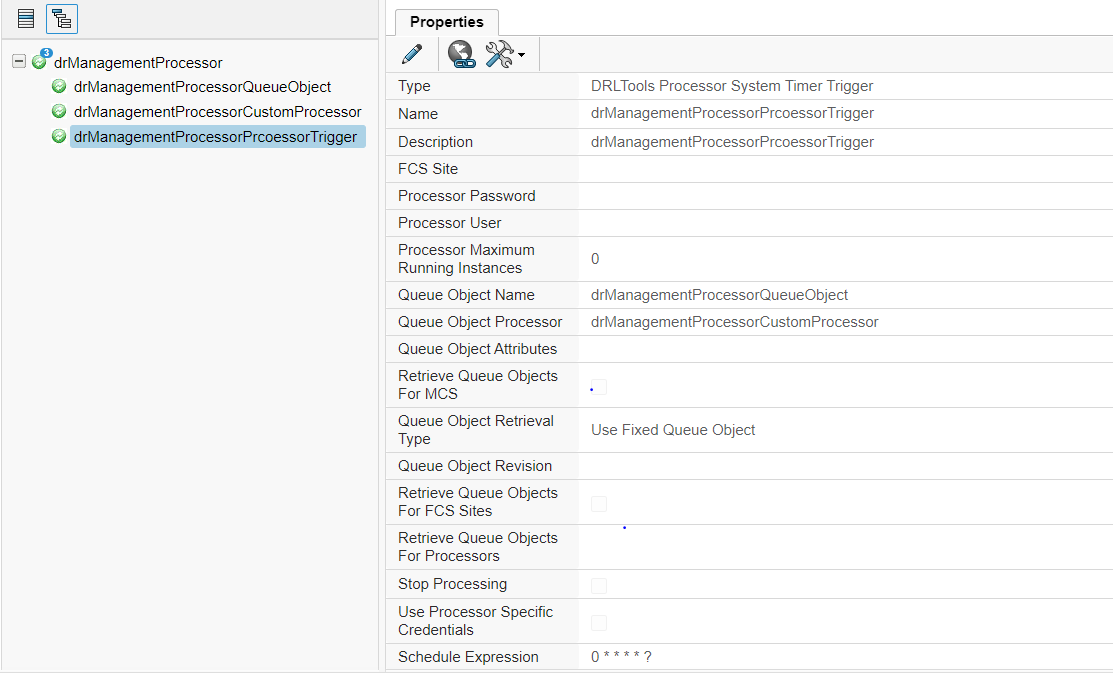 3
drManagementProcessor
drManagementProcessorQueueObject
drManagementProcessorCustomProcessor
drManagementProcessorPrcoessorTrigger
Properties
Type DRLTools Processor System Timer Trigger
Name drManagementProcessorPrcoessorTrigger
Description drManagementProcessorPrcoessorTrigger
FCS Site
Processor Password
Processor User
Processor Maximum
Running Instances 0
Queue Object Name drManagementProcessorQueueObject
Queue Object Processor drManagementProcessorCustomProcessor
Queue Object Attributes
Retrieve Queue Objects
For MCS
Queue Object Retrieval
Type Use Fixed Queue Object
Queue Object Revision
Retrieve Queue Objects
For FCS Sites
Retrieve Queue Objects
For Processors
Stop Processing
Use Processor Specific
Credentials
Schedule Expression 0 * * * * ?